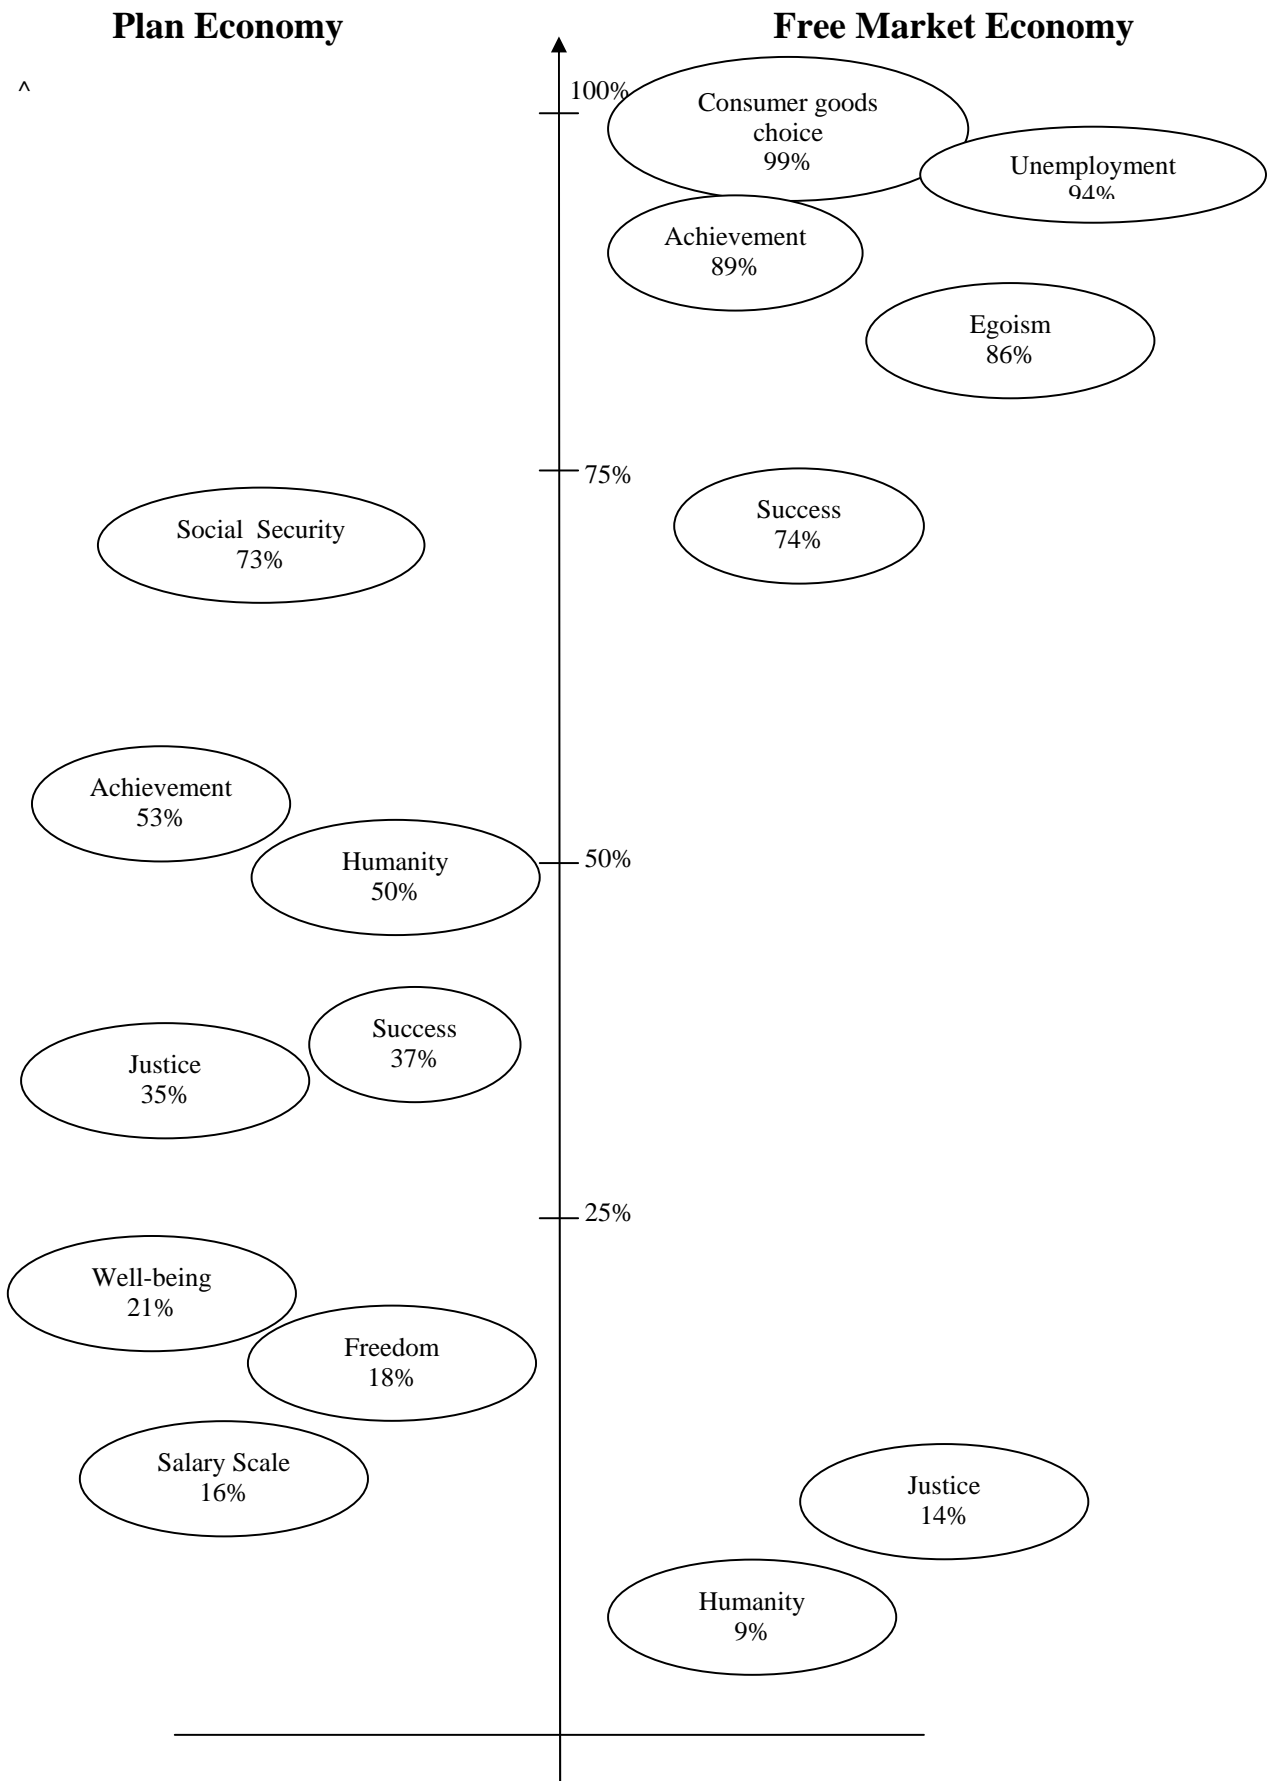 Plan Economy
Free Market Economy
^
100%
Consumer goods
choice
99%
Unemployment
94%
Achievement
89%
Egoism
86%
75%
Social  Security
73%
Success
74%
Achievement
53%
Humanity
50%
50%
Success
37%
Justice
35%
25%
Well-being
21%
Freedom
18%
Salary Scale
16%
Justice
14%
Humanity
9%